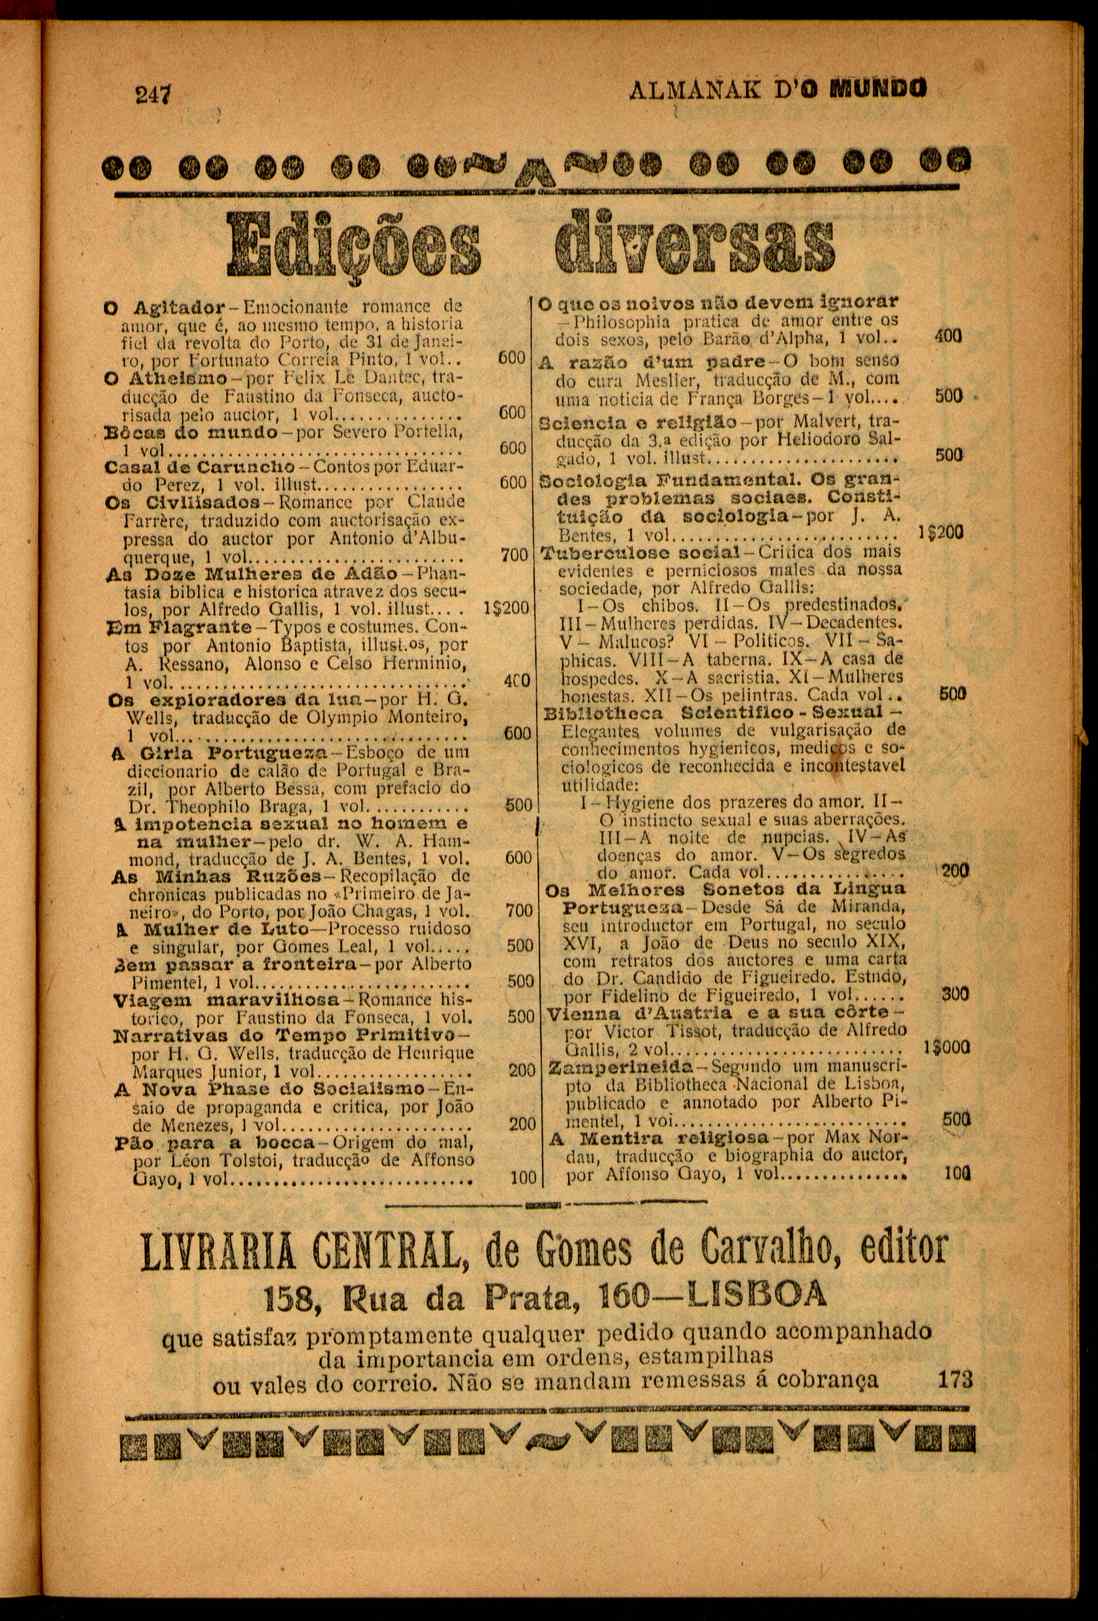 247
ALMANAK D'O MUNDO
Edições diversas
O Agitador—Emocionante romance de
amor, que é, ao mesmo tempo, a historia
fiel da revolta do Porto, de 31 de Janei-
ro, por Fortunato Correia Pinto, 1 vol.. 600
O Atheismo—por Felix Le Dantec, tra-
ducção de Faustino da Fonseca, aucto-
risada pelo auctor, 1 vol............... 600
Bôcas do mundo—por Severo Portella,
1 vol................................. 600
Casal de Caruncho—Contos por Eduar-
do Perez, 1 vol. illust................ 600
Os Civilisados—Romance por Claude
Farrère, traduzido com auctorisação ex-
pressa do auctor por Antonio d'Albu-
querque, 1 vol........................ 700
As Doze Mulheres de Adão—Phan-
tasia biblica e historica atravez dos secu-
los, por Alfredo Gallis, 1 vol. illust.... 1$200
Em Flagrante—Typos e costumes. Con-
tos por Antonio Baptista, illust.os, por
A. Ressano, Alonso e Celso Herminio,
1 vol................................. 400
Os exploradores da lua—por H. G.
Wells, traducção de Olympio Monteiro,
1 vol................................. 600
A Giria Portugueza—Esboço de um
diccionario de calão de Portugal e Bra-
zil, por Alberto Bessa, com prefacio do
Dr. Theophilo Braga, 1 vol............ 500
A impotencia sexual no homem e
na mulher—pelo dr. W. A. Ham-
mond, traducção de J. A. Bentes, 1 vol. 600
As Minhas Ruzões—Recopilação de
chronicas publicadas no «Primeiro de Ja-
neiro», do Porto, por João Chagas, 1 vol. 700
A Mulher de Luto—Processo ruidoso
e singular, por Gomes Leal, 1 vol..... 500
Sem passar a fronteira—por Alberto
Pimentel, 1 vol........................ 500
Viagem maravilhosa—Romance his-
torico, por Faustino da Fonseca, 1 vol. 500
Narrativas do Tempo Primitivo—
por H. G. Wells, traducção de Henrique
Marques Junior, 1 vol.................. 200
A Nova Phase do Socialismo—En-
saio de propaganda e critica, por João
de Menezes, 1 vol...................... 200
Pão para a bocca—Origem do mal,
por Léon Tolstoi, traducção de Affonso
Gayo, 1 vol........................... 100
O que os noivos não devem ignorar
—Philosophia pratica de amor entre os
dois sexos, pelo Barão d'Alpha, 1 vol.. 400
A razão d'um padre—O bom senso
do cura Meslier, traducção de M., com
uma noticia de França Borges—1 vol.... 500
Sciencia e religião—por Malvert, tra-
ducção da 3.ª edição por Heliodoro Sal-
gado, 1 vol. illust.................... 500
Sociologia Fundamental. Os gran-
des problemas sociaes. Consti-
tuição da sociologia—por J. A.
Bentes, 1 vol.......................... 1$200
Tuberculose social—Critica dos mais
evidentes e perniciosos males da nossa
sociedade, por Alfredo Gallis:
I—Os chibos. II—Os predestinados.
III—Mulheres perdidas. IV—Decadentes.
V—Malucos? VI—Politicos. VII—Sa-
phicas. VIII—A taberna. IX—A casa de
hospedes. X—A sacristia. XI—Mulheres
honestas. XII—Os pelintras. Cada vol.. 500
Bibliotheca Scientifico-Sexual—
Elegantes volumes de vulgarisação de
conhecimentos hygienicos, medicos e so-
ciologicos de reconhecida e incontestavel
utilidade:
I—Hygiene dos prazeres do amor. II—
O instincto sexual e suas aberrações.
III—A noite de nupcias. IV—As
doenças do amor. V—Os segredos
do amor. Cada vol................ 200
Os Melhores Sonetos da Lingua
Portugueza—Desde Sá de Miranda,
seu introductor em Portugal, no seculo
XVI, a João de Deus no seculo XIX,
com retratos dos auctores e uma carta
do Dr. Candido de Figueiredo. Estudo,
por Fidelino de Figueiredo, 1 vol...... 300
Vienna d'Austria e a sua côrte—
por Victor Tissot, traducção de Alfredo
Gallis, 2 vol.......................... 1$000
Zamperineida—Segundo um manuscri-
pto da Bibliotheca Nacional de Lisboa,
publicado e annotado por Alberto Pi-
mentel, 1 vol.......................... 500
A Mentira religiosa—por Max Nor-
dau, traducção e biographia do auctor,
por Affonso Gayo, 1 vol............... 100
LIVRARIA CENTRAL, de Gomes de Carvalho, editor
158, Rua da Prata, 160—LISBOA
que satisfaz promptamente qualquer pedido quando acompanhado
da importancia em ordens, estampilhas
ou vales do correio. Não se mandam remessas á cobrança 173